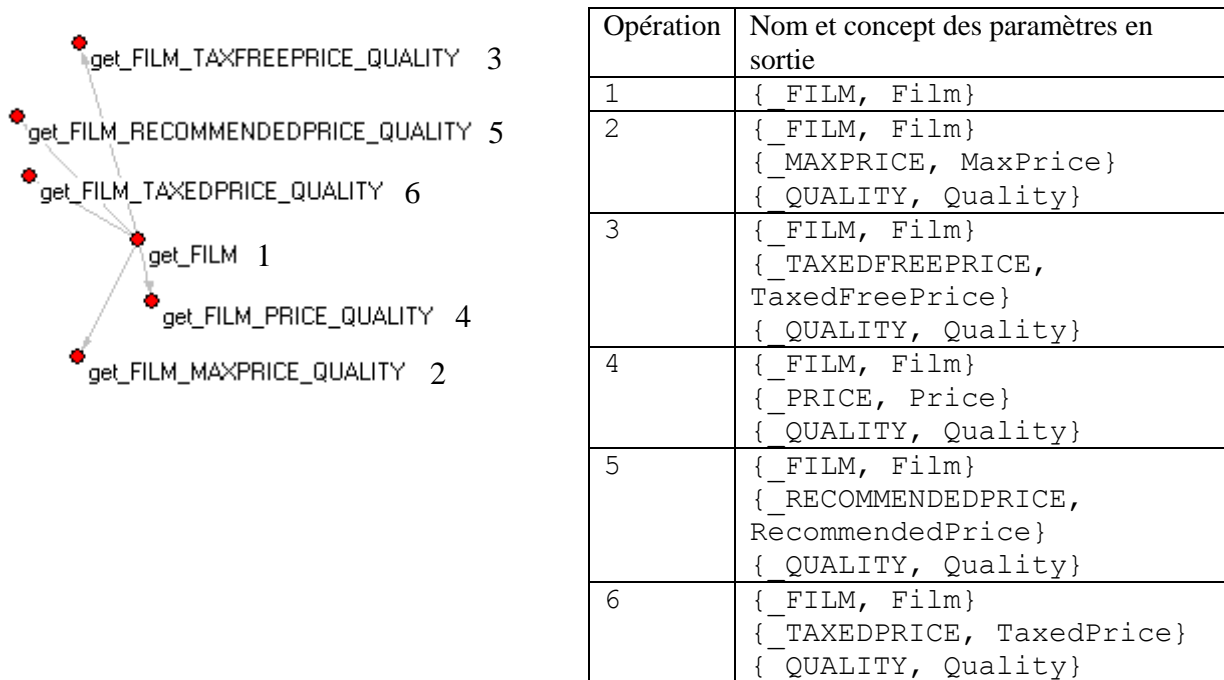 get_FILM_TAXFREEPRICE_QUALITY 3
get_FILM_RECOMMENDEDPRICE_QUALITY 5
get_FILM_TAXEDPRICE_QUALITY 6
get_FILM 1
get_FILM_PRICE_QUALITY 4
get_FILM_MAXPRICE_QUALITY 2
Opération Nom et concept des paramètres en
sortie
1 {_FILM, Film}
2 {_FILM, Film}
{_MAXPRICE, MaxPrice}
{_QUALITY, Quality}
3 {_FILM, Film}
{_TAXEDFREEPRICE,
TaxedFreePrice}
{_QUALITY, Quality}
4 {_FILM, Film}
{_PRICE, Price}
{_QUALITY, Quality}
5 {_FILM, Film}
{_RECOMMENDEDPRICE,
RecommendedPrice}
{_QUALITY, Quality}
6 {_FILM, Film}
{_TAXEDPRICE, TaxedPrice}
{_QUALITY, Quality}